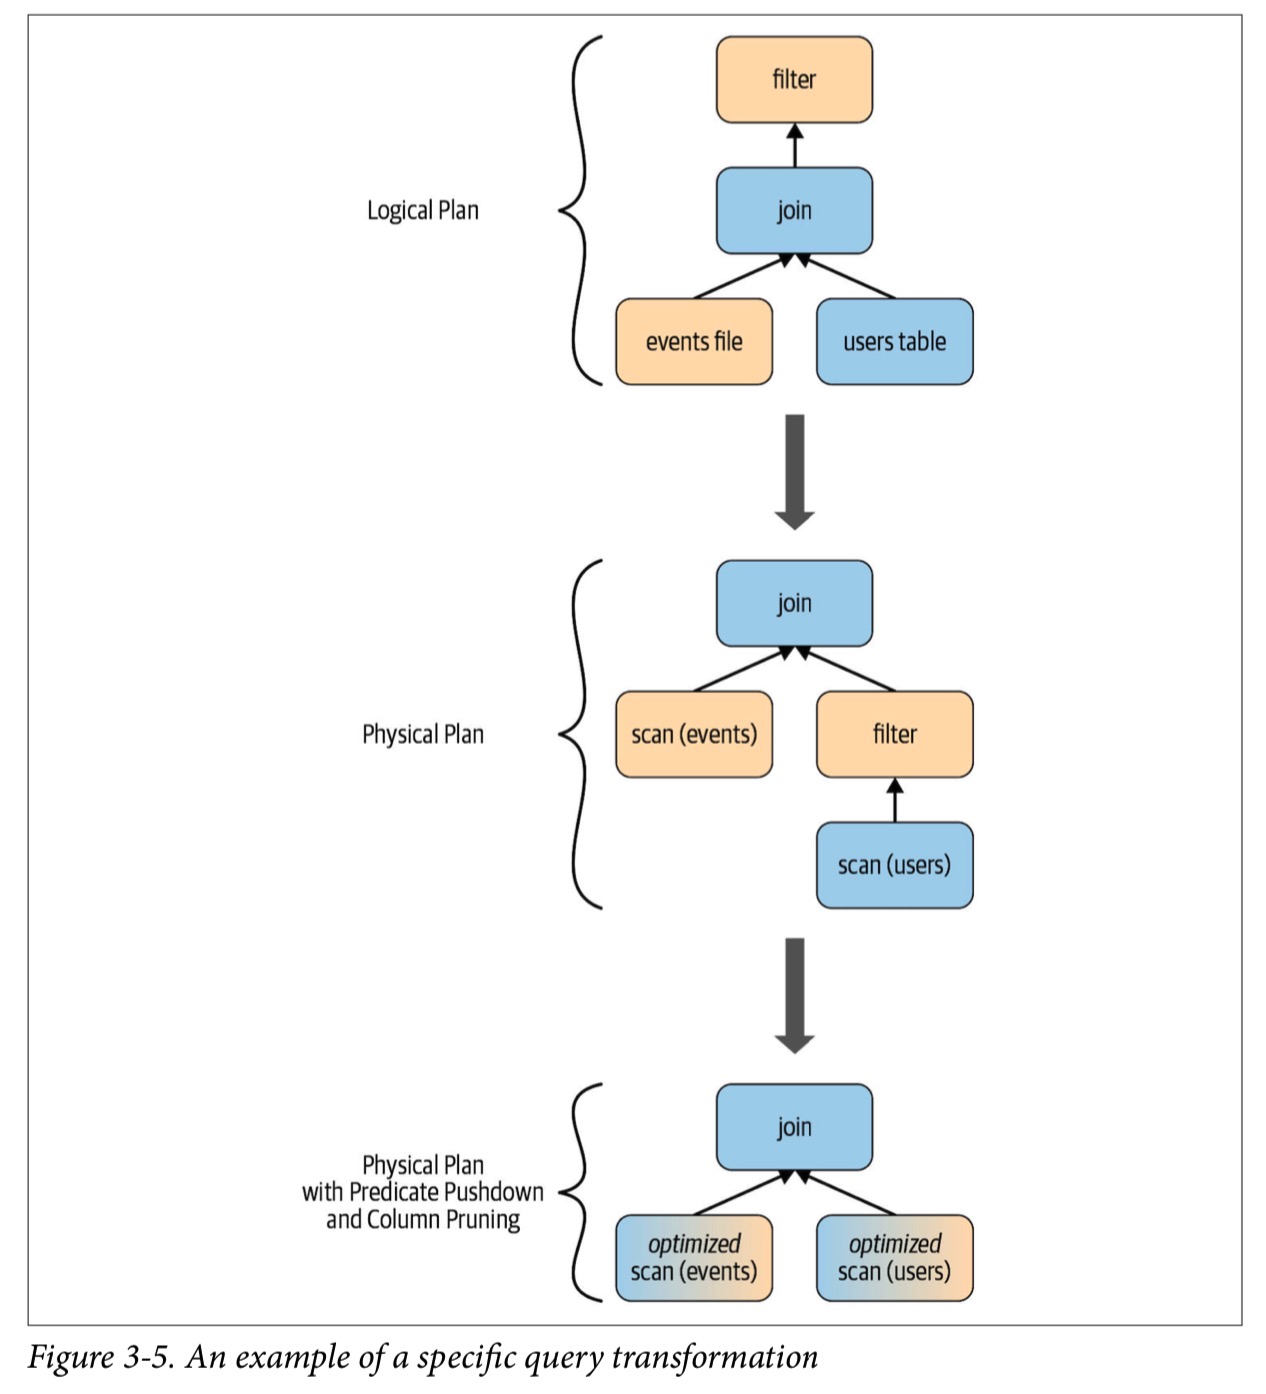 filter
Logical Plan
join
events file
users table
join
Physical Plan
scan (events)
filter
scan (users)
join
Physical Plan
with Predicate Pushdown
and Column Pruning
optimized
scan (events)
optimized
scan (users)
Figure 3-5. An example of a specific query transformation